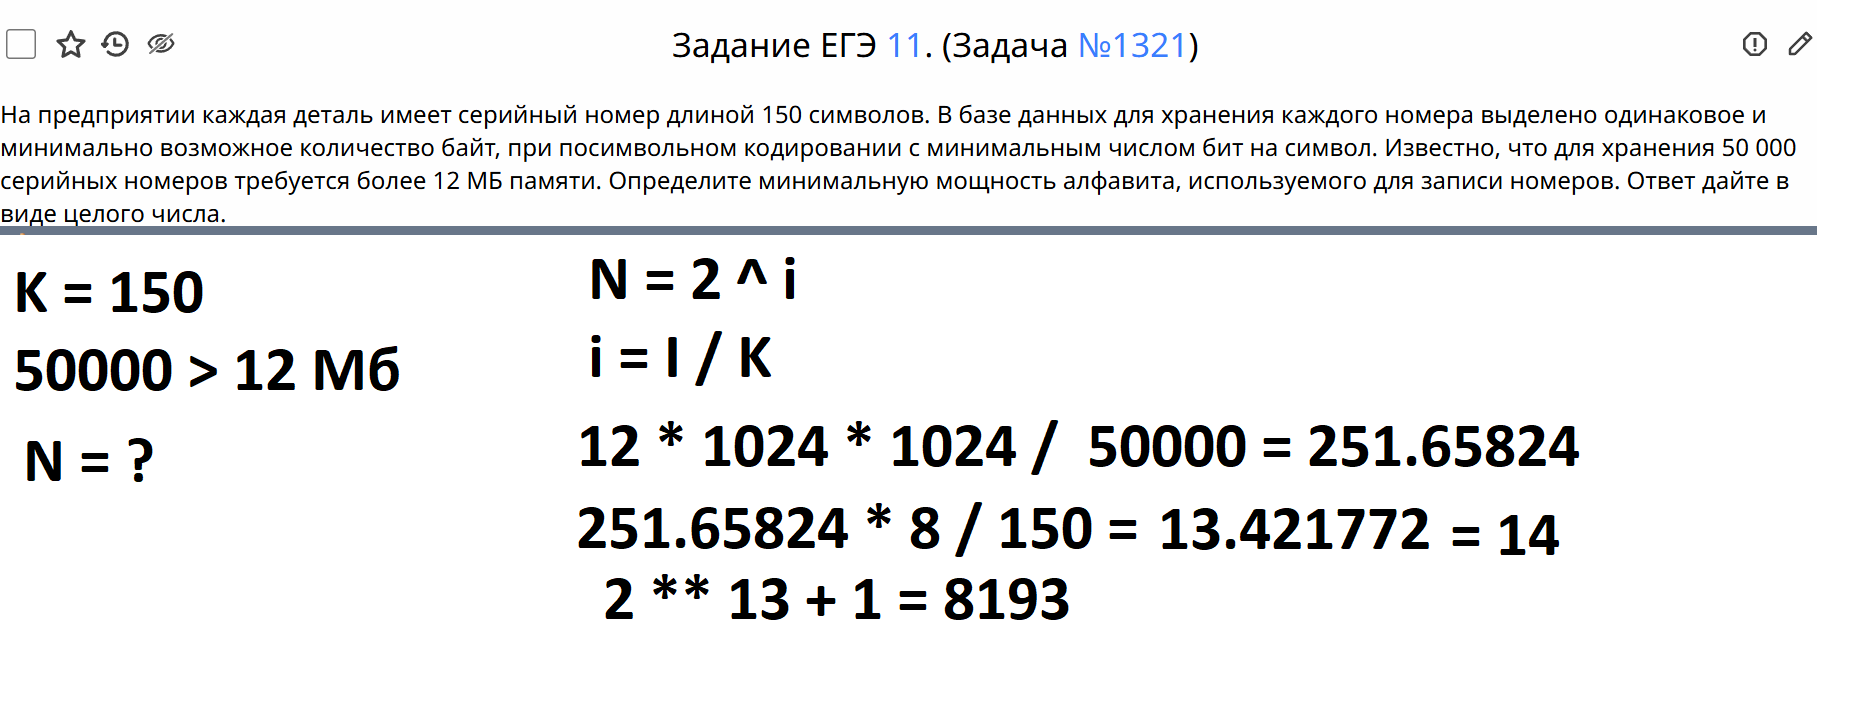 Задание ЕГЭ 11. (Задача №1321)
На предприятии каждая деталь имеет серийный номер длиной 150 символов. В базе данных для хранения каждого номера выделено одинаковое и
минимально возможное количество байт, при посимвольном кодировании с минимальным числом бит на символ. Известно, что для хранения 50 000
серийных номеров требуется более 12 МБ памяти. Определите минимальную мощность алфавита, используемого для записи номеров. Ответ дайте в
виде целого числа.
K = 150
50000 > 12 Мб
N = ?
N = 2 ^ i
i = I / K
12 * 1024 * 1024 / 50000 = 251.65824
251.65824 * 8 / 150 = 13.421772 = 14
2 ** 13 + 1 = 8193